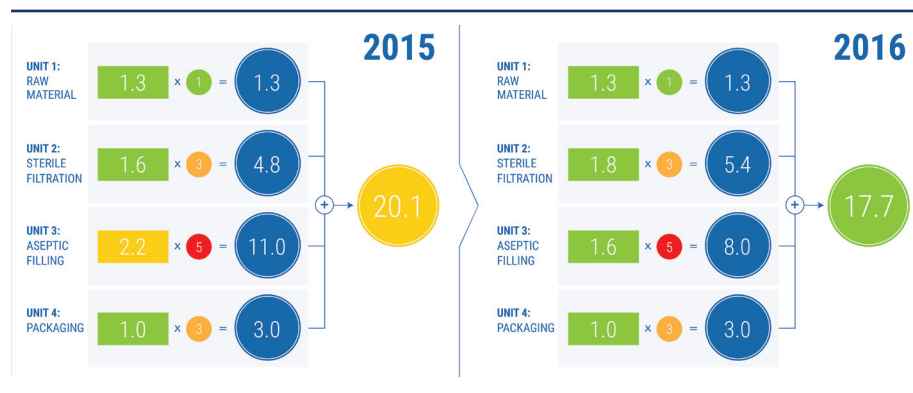 2015
UNIT 1:
RAW
MATERIAL
1.3 x 1 = 1.3
UNIT 2:
STERILE
FILTRATION
1.6 x 3 = 4.8
UNIT 3:
ASEPTIC
FILLING
2.2 x 5 = 11.0
UNIT 4:
PACKAGING
1.0 x 3 = 3.0
+
20.1
2016
UNIT 1:
RAW
MATERIAL
1.3 x 1 = 1.3
UNIT 2:
STERILE
FILTRATION
1.8 x 3 = 5.4
UNIT 3:
ASEPTIC
FILLING
1.6 x 5 = 8.0
UNIT 4:
PACKAGING
1.0 x 3 = 3.0
+
17.7